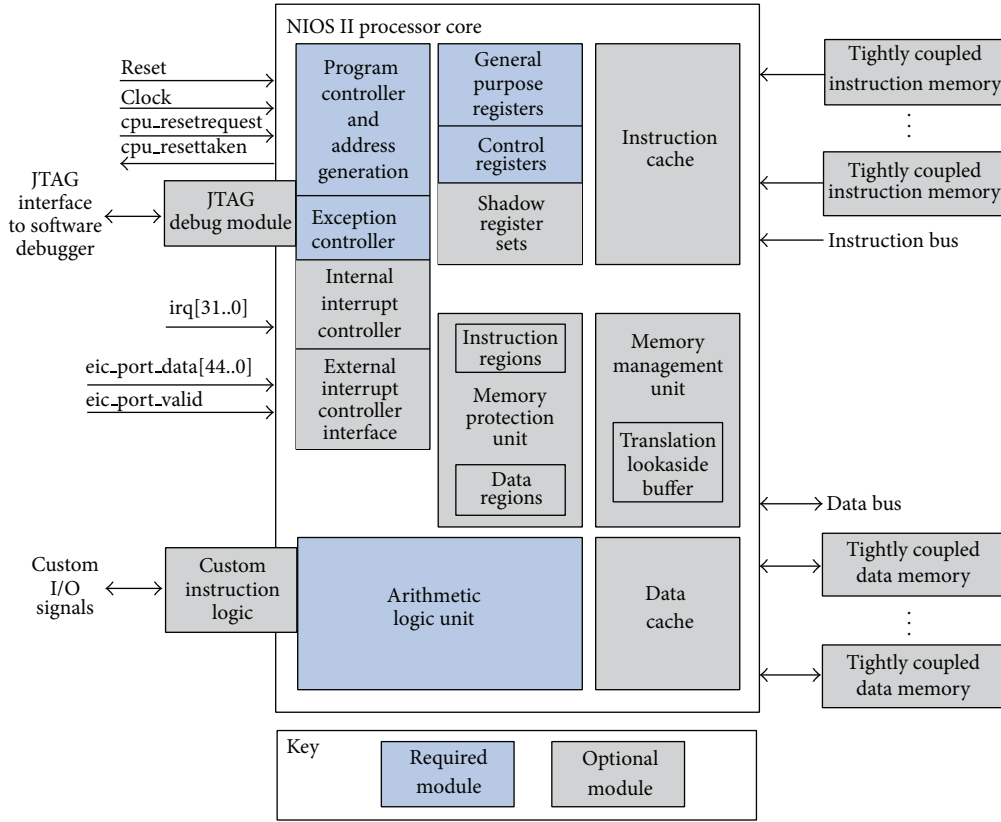 NIOS II processor core
Reset
Clock
cpu_resetrequest
cpu_resettaken
JTAG
interface
to software
debugger
JTAG
debug module
irq[31..0]
eic_port_data[44..0]
eic_port_valid
Custom
I/O
signals
Custom
instruction
logic
Program
controller
and
address
generation
Exception
controller
Internal
interrupt
controller
External
interrupt
controller
interface
General
purpose
registers
Control
registers
Shadow
register
sets
Instruction
cache
Instruction
regions
Memory
protection
unit
Data
regions
Memory
management
unit
Translation
lookaside
buffer
Arithmetic
logic unit
Data
cache
Tightly coupled
instruction memory
Tightly coupled
instruction memory
Instruction bus
Data bus
Tightly coupled
data memory
Tightly coupled
data memory
Key
Required
module
Optional
module